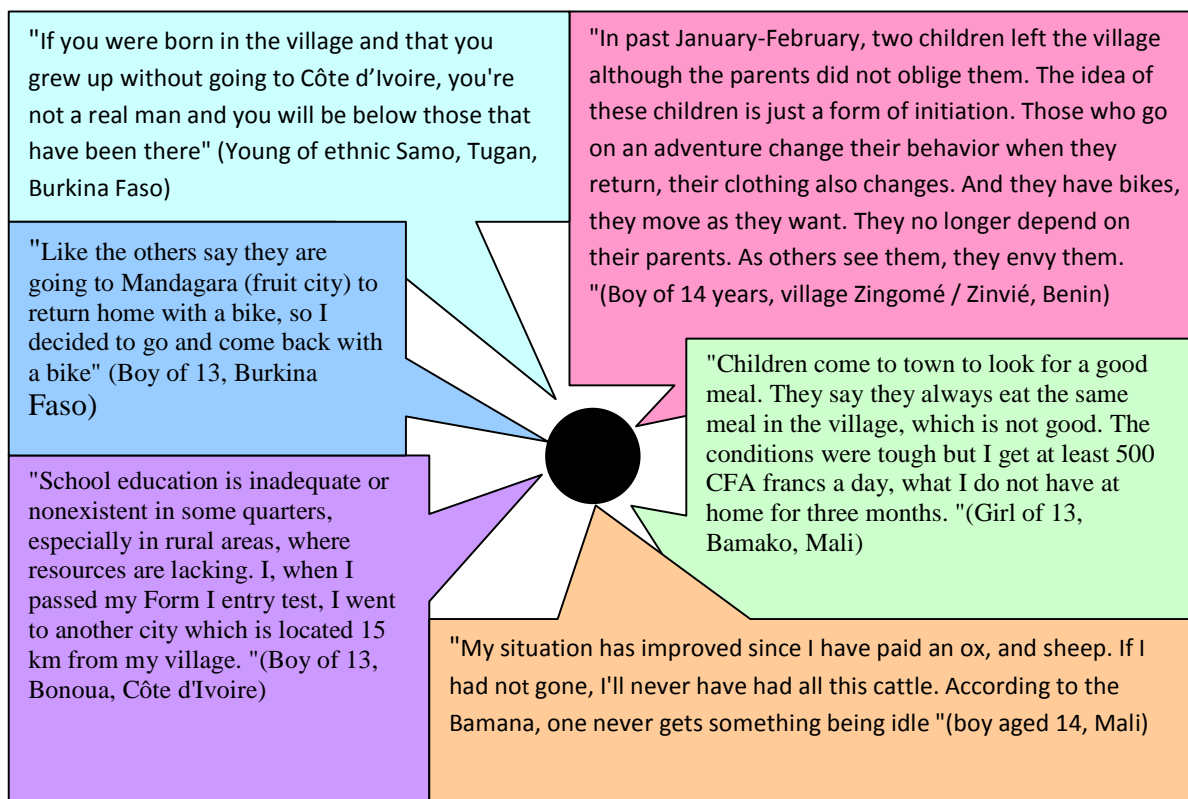 "If you were born in the village and that you
grew up without going to Côte d’Ivoire, you're
not a real man and you will be below those that
have been there" (Young of ethnic Samo, Tugan,
Burkina Faso)
"In past January-February, two children left the village
although the parents did not oblige them. The idea of
these children is just a form of initiation. Those who go
on an adventure change their behavior when they
return, their clothing also changes. And they have bikes,
they move as they want. They no longer depend on
their parents. As others see them, they envy them.
"(Boy of 14 years, village Zingomé / Zinvié, Benin)
"Like the others say they are
going to Mandagara (fruit city) to
return home with a bike, so I
decided to go and come back with
a bike" (Boy of 13, Burkina
Faso)
"Children come to town to look for a good
meal. They say they always eat the same
meal in the village, which is not good. The
conditions were tough but I get at least 500
CFA francs a day, what I do not have at
home for three months. "(Girl of 13,
Bamako, Mali)
"School education is inadequate or
nonexistent in some quarters,
especially in rural areas, where
resources are lacking. I, when I
passed my Form I entry test, I went
to another city which is located 15
km from my village. "(Boy of 13,
Bonoua, Côte d'Ivoire)
"My situation has improved since I have paid an ox, and sheep. If I
had not gone, I'll never have had all this cattle. According to the
Bamana, one never gets something being idle "(boy aged 14, Mali)